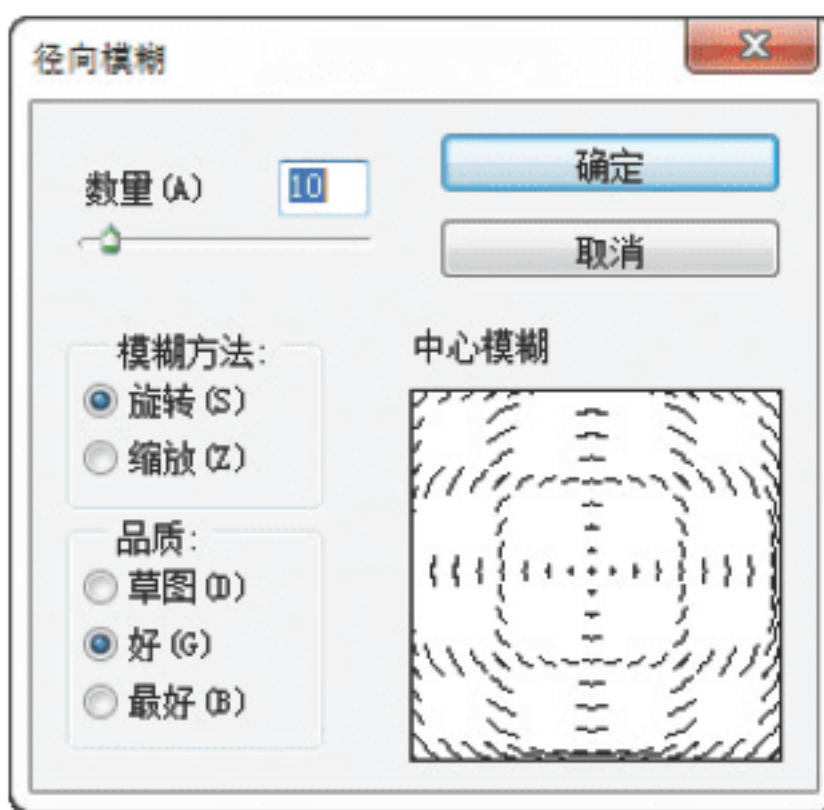 径向模糊
数量(A) 10
确定
取消
模糊方法:
旋转(S)
缩放(Z)
品质:
草图(D)
好(G)
最好(B)
中心模糊